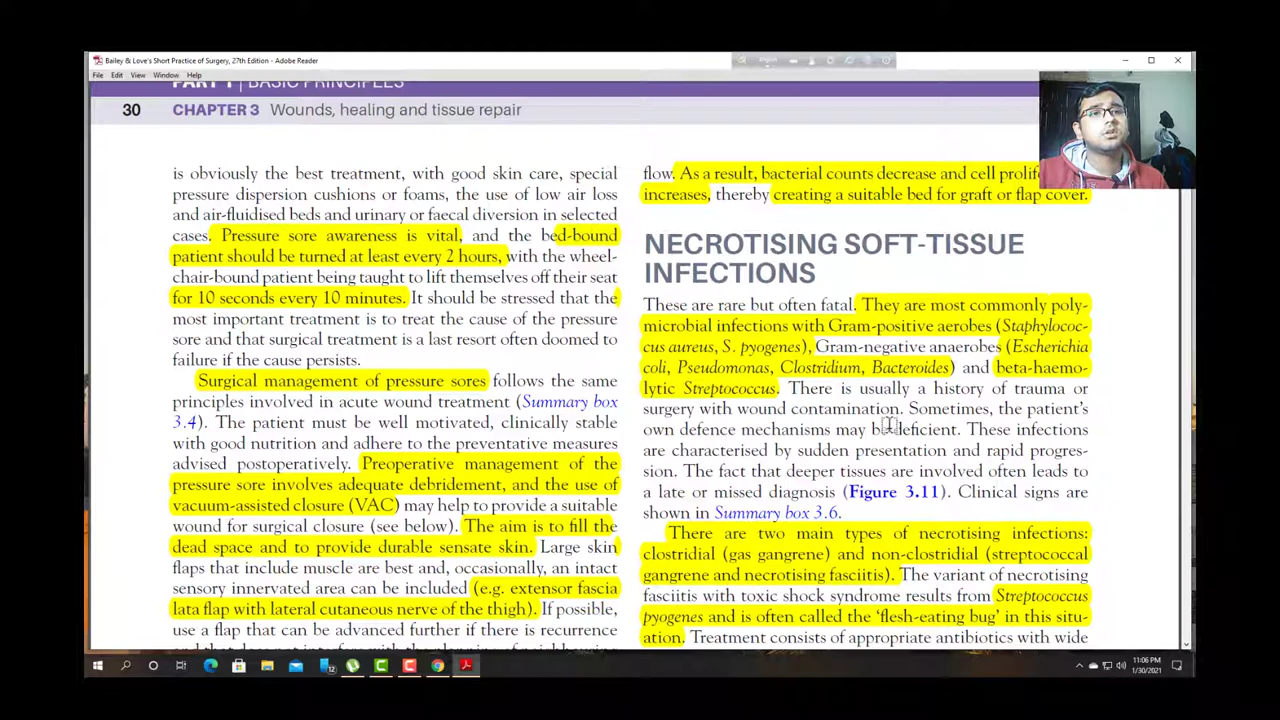 Bailey & Love's Short Practice of Surgery, 27th Edition - Adobe Reader
File Edit View Window Help
English
PART 1 | BASIC PRINCIPLES
30 CHAPTER 3 Wounds, healing and tissue repair
is obviously the best treatment, with good skin care, special
pressure dispersion cushions or foams, the use of low air loss
and air-fluidised beds and urinary or faecal diversion in selected
cases. Pressure sore awareness is vital, and the bed-bound
patient should be turned at least every 2 hours, with the wheel-
chair-bound patient being taught to lift themselves off their seat
for 10 seconds every 10 minutes. It should be stressed that the
most important treatment is to treat the cause of the pressure
sore and that surgical treatment is a last resort often doomed to
failure if the cause persists.
Surgical management of pressure sores follows the same
principles involved in acute wound treatment (Summary box
3.4). The patient must be well motivated, clinically stable
with good nutrition and adhere to the preventative measures
advised postoperatively. Preoperative management of the
pressure sore involves adequate debridement, and the use of
vacuum-assisted closure (VAC) may help to provide a suitable
wound for surgical closure (see below). The aim is to fill the
dead space and to provide durable sensate skin. Large skin
flaps that include muscle are best and, occasionally, an intact
sensory innervated area can be included (e.g. extensor fascia
lata flap with lateral cutaneous nerve of the thigh). If possible,
use a flap that can be advanced further if there is recurrence
flow. As a result, bacterial counts decrease and cell
increases, thereby creating a suitable bed for graft or flap cover.
NECROTISING SOFT-TISSUE
INFECTIONS
These are rare but often fatal. They are most commonly poly-
microbial infections with Gram-positive aerobes (Staphylococ-
cus aureus, S. pyogenes), Gram-negative anaerobes (Escherichia
coli, Pseudomonas, Clostridium, Bacteroides) and beta-haemo-
lytic Streptococcus. There is usually a history of trauma or
surgery with wound contamination. Sometimes, the patient's
own defence mechanisms may be deficient. These infections
are characterised by sudden presentation and rapid progres-
sion. The fact that deeper tissues are involved often leads to
a late or missed diagnosis (Figure 3.11). Clinical signs are
shown in Summary box 3.6.
There are two main types of necrotising infections:
clostridial (gas gangrene) and non-clostridial (streptococcal
gangrene and necrotising fasciitis). The variant of necrotising
fasciitis with toxic shock syndrome results from Streptococcus
pyogenes and is often called the 'flesh-eating bug' in this situ-
ation. Treatment consists of appropriate antibiotics with wide
11:06 PM
1/30/2021